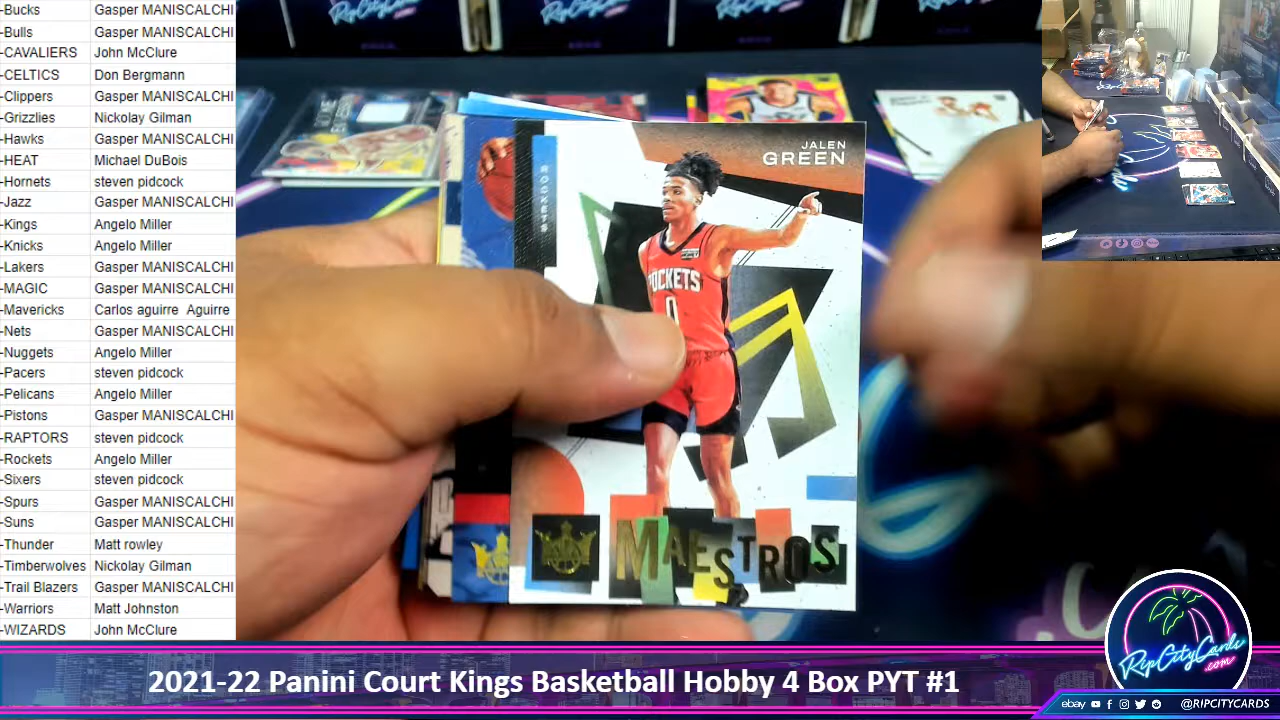 -Bucks Gasper MANISCALCHI
-Bulls Gasper MANISCALCHI
-CAVALIERS John McClure
-CELTICS Don Bergmann
-Clippers Gasper MANISCALCHI
-Grizzlies Nickolay Gilman
-Hawks Gasper MANISCALCHI
-HEAT Michael DuBois
-Hornets steven pidcock
-Jazz Gasper MANISCALCHI
-Kings Angelo Miller
-Knicks Angelo Miller
-Lakers Gasper MANISCALCHI
-MAGIC Gasper MANISCALCHI
-Mavericks Carlos aguirre Aguirre
-Nets Gasper MANISCALCHI
-Nuggets Angelo Miller
-Pacers steven pidcock
-Pelicans Angelo Miller
-Pistons Gasper MANISCALCHI
-RAPTORS steven pidcock
-Rockets Angelo Miller
-Sixers steven pidcock
-Spurs Gasper MANISCALCHI
-Suns Gasper MANISCALCHI
-Thunder Matt rowley
-Timberwolves Nickolay Gilman
-Trail Blazers Gasper MANISCALCHI
-Warriors Matt Johnston
-WIZARDS John McClure
JALEN
GREEN
ROCKETS
ROCKETS
0
MAESTROS
RipCityCards
.com
2021-22 Panini Court Kings Basketball Hobby 4 Box PYT #1
ebay @RIPCITYCARDS